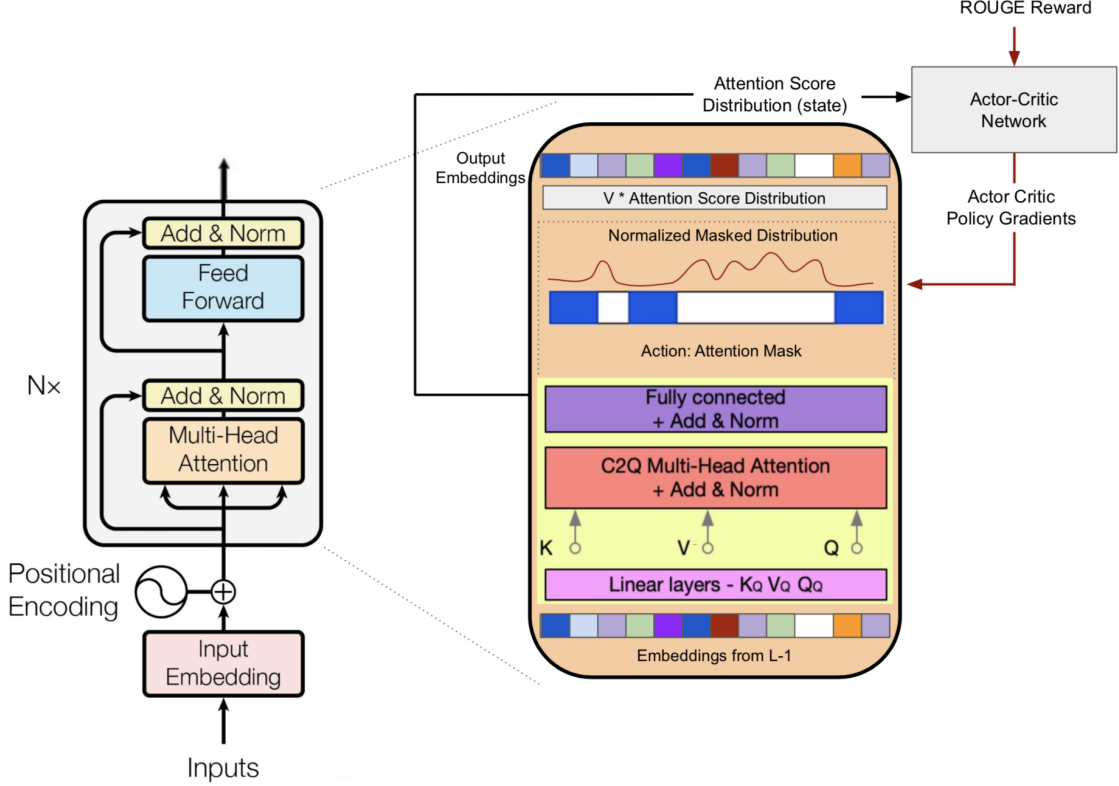 Add & Norm
Feed
Forward
Nx
Add & Norm
Multi-Head
Attention
Positional
Encoding
Input
Embedding
Inputs
ROUGE Reward
Attention Score
Distribution (state)
Actor-Critic
Network
Actor Critic
Policy Gradients
Output
Embeddings
V * Attention Score Distribution
Normalized Masked Distribution
Action: Attention Mask
Fully connected
+ Add & Norm
C2Q Multi-Head Attention
+ Add & Norm
K V Q
Linear layers - KQ VQ QQ
Embeddings from L-1